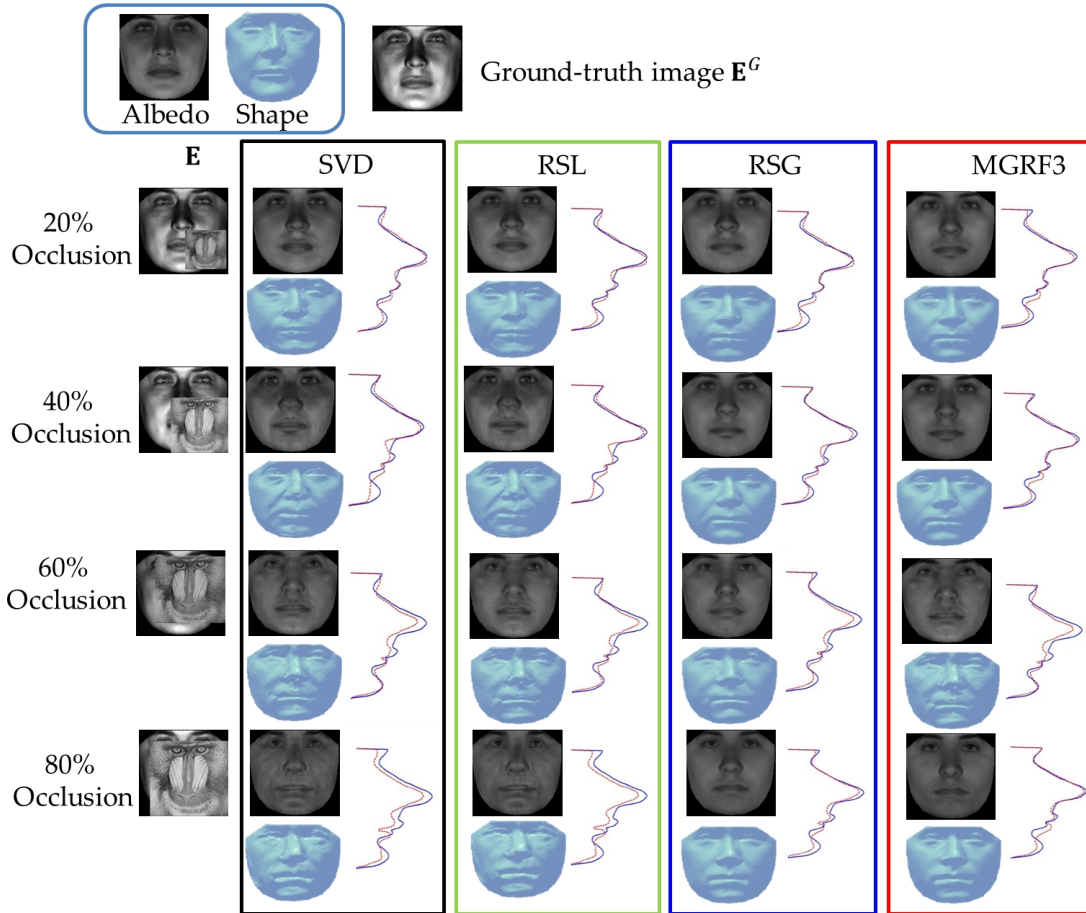 Albedo Shape
Ground-truth image E^G
E
SVD
RSL
RSG
MGRF3
20%
Occlusion
40%
Occlusion
60%
Occlusion
80%
Occlusion